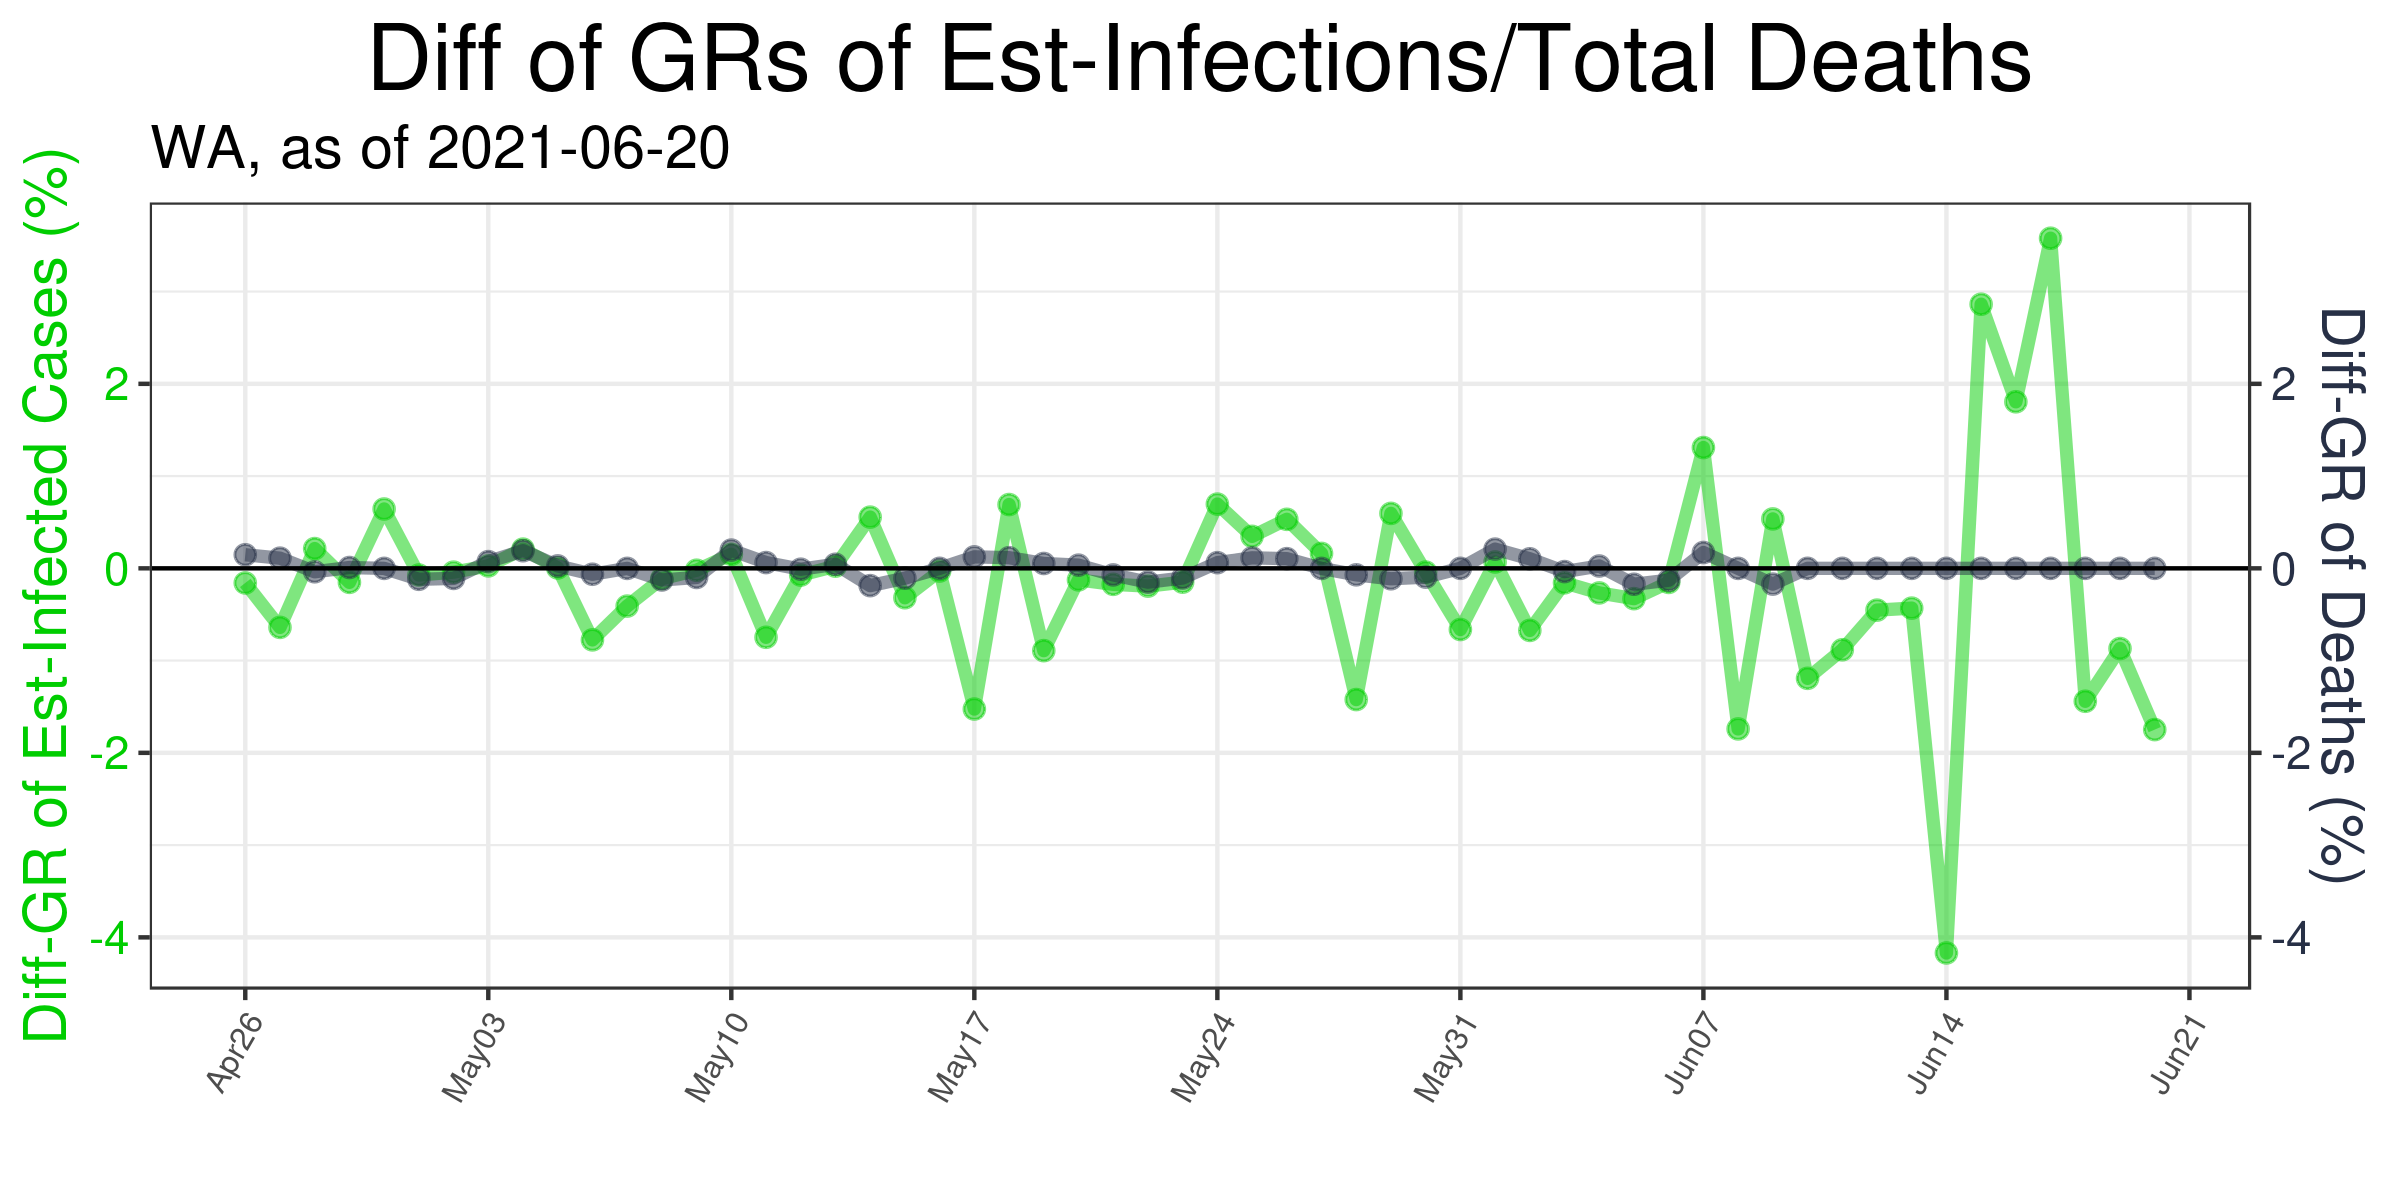 Diff of GRs of Est-Infections/Total Deaths
WA, as of 2021-06-20
Diff-GR of Est-Infected Cases (%)
2
0
-2
-4
2
0
-2
-4
Diff-GR of Deaths (%)
Apr26
May03
May10
May17
May24
May31
Jun07
Jun14
Jun21